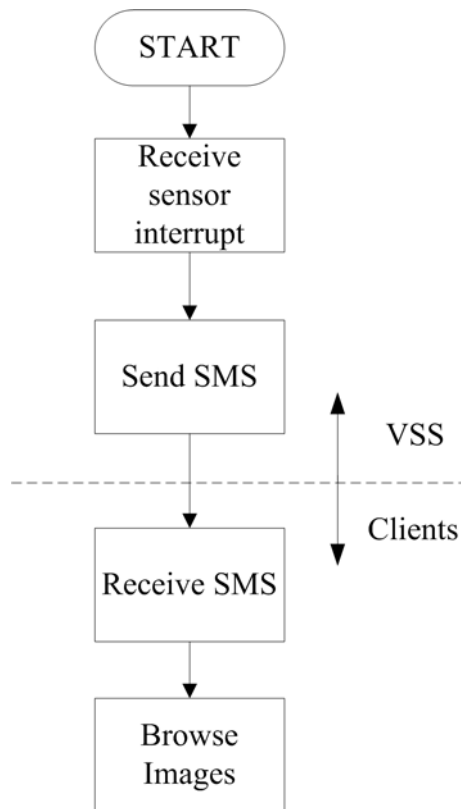 START
Receive
sensor
interrupt
Send SMS
VSS
Clients
Receive SMS
Browse
Images